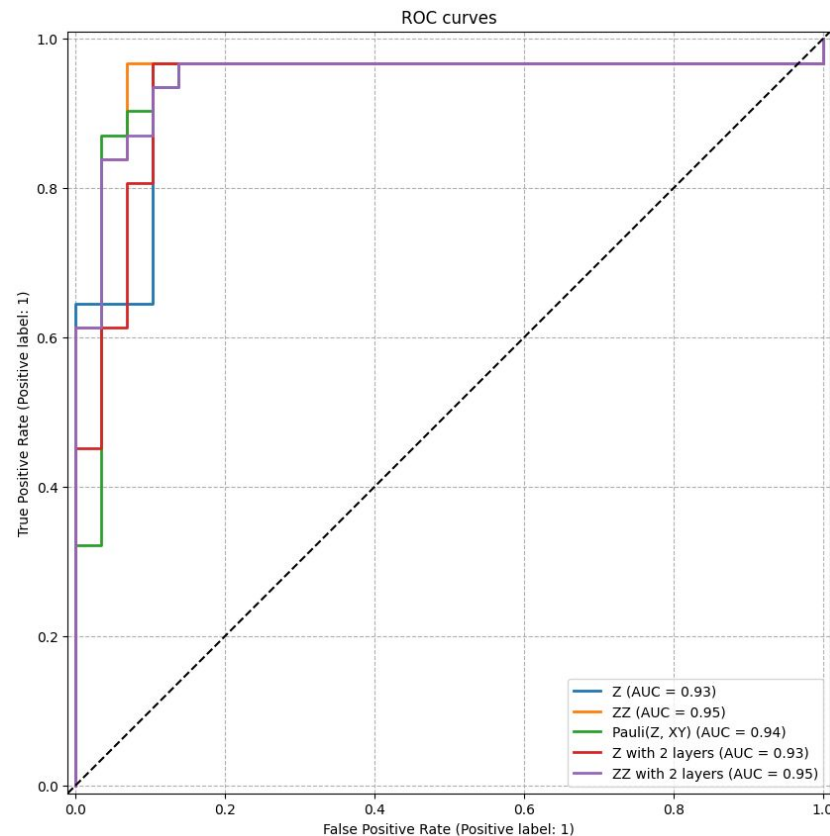 ROC curves
True Positive Rate (Positive label: 1)
1.0
0.8
0.6
0.4
0.2
0.0
Z (AUC = 0.93)
ZZ (AUC = 0.95)
Pauli(Z, XY) (AUC = 0.94)
Z with 2 layers (AUC = 0.93)
ZZ with 2 layers (AUC = 0.95)
0.0 0.2 0.4 0.6 0.8 1.0
False Positive Rate (Positive label: 1)